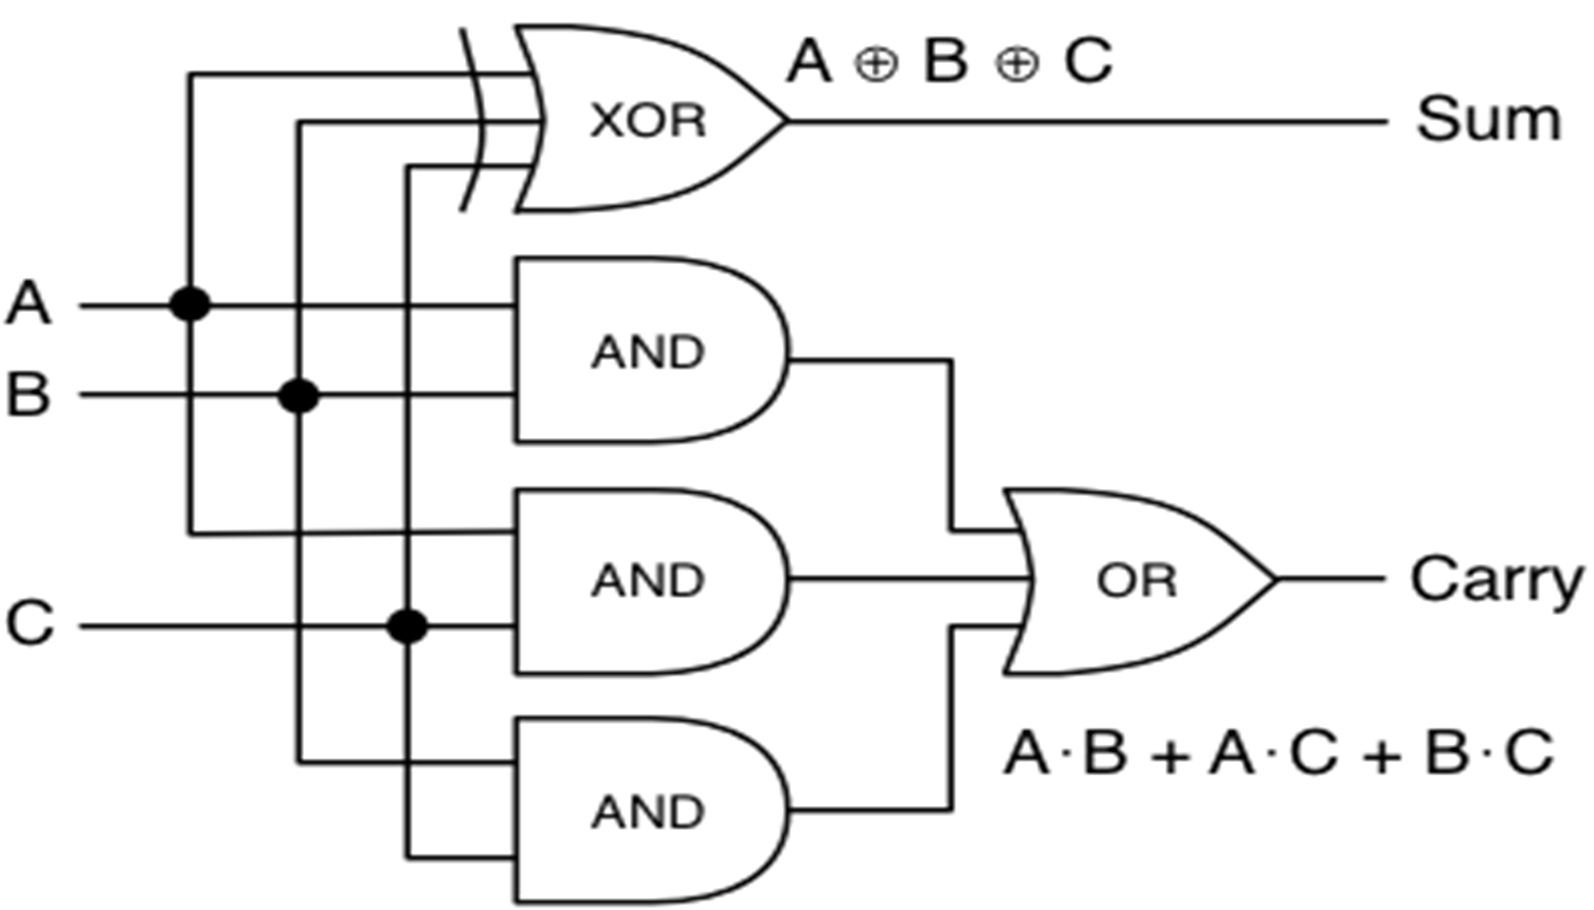 A ⊕ B ⊕ C
XOR
Sum
A
AND
B
AND
OR
Carry
C
A·B + A·C + B·C
AND